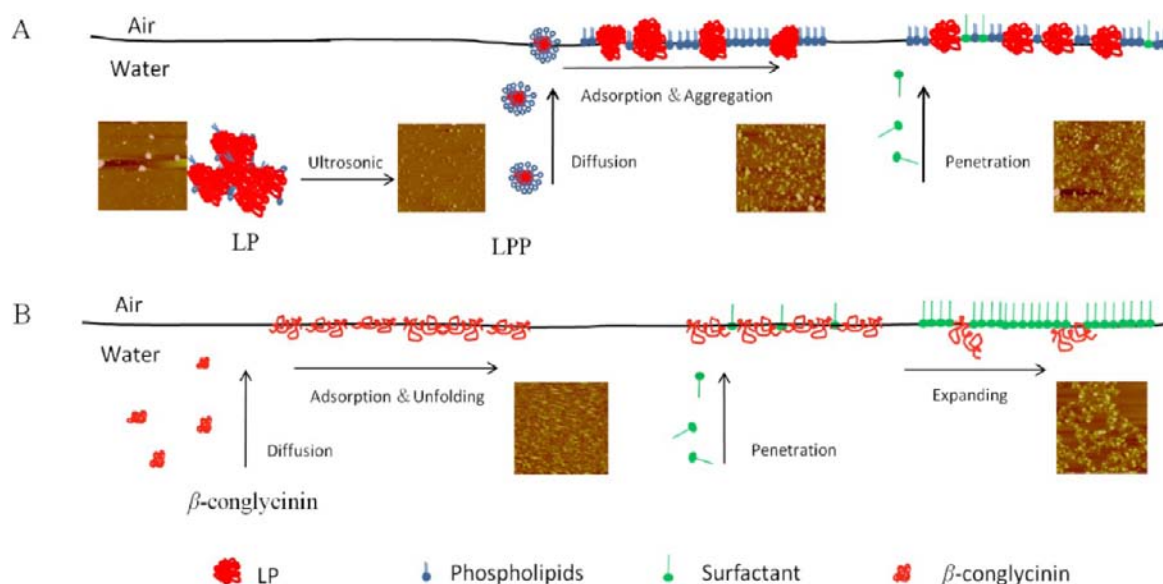 A
Air
Water
Adsorption & Aggregation
Ultrosonic
Diffusion
Penetration
LP
LPP
B
Air
Water
Adsorption & Unfolding
Expanding
Diffusion
Penetration
β-conglycinin
LP Phospholipids Surfactant β-conglycinin